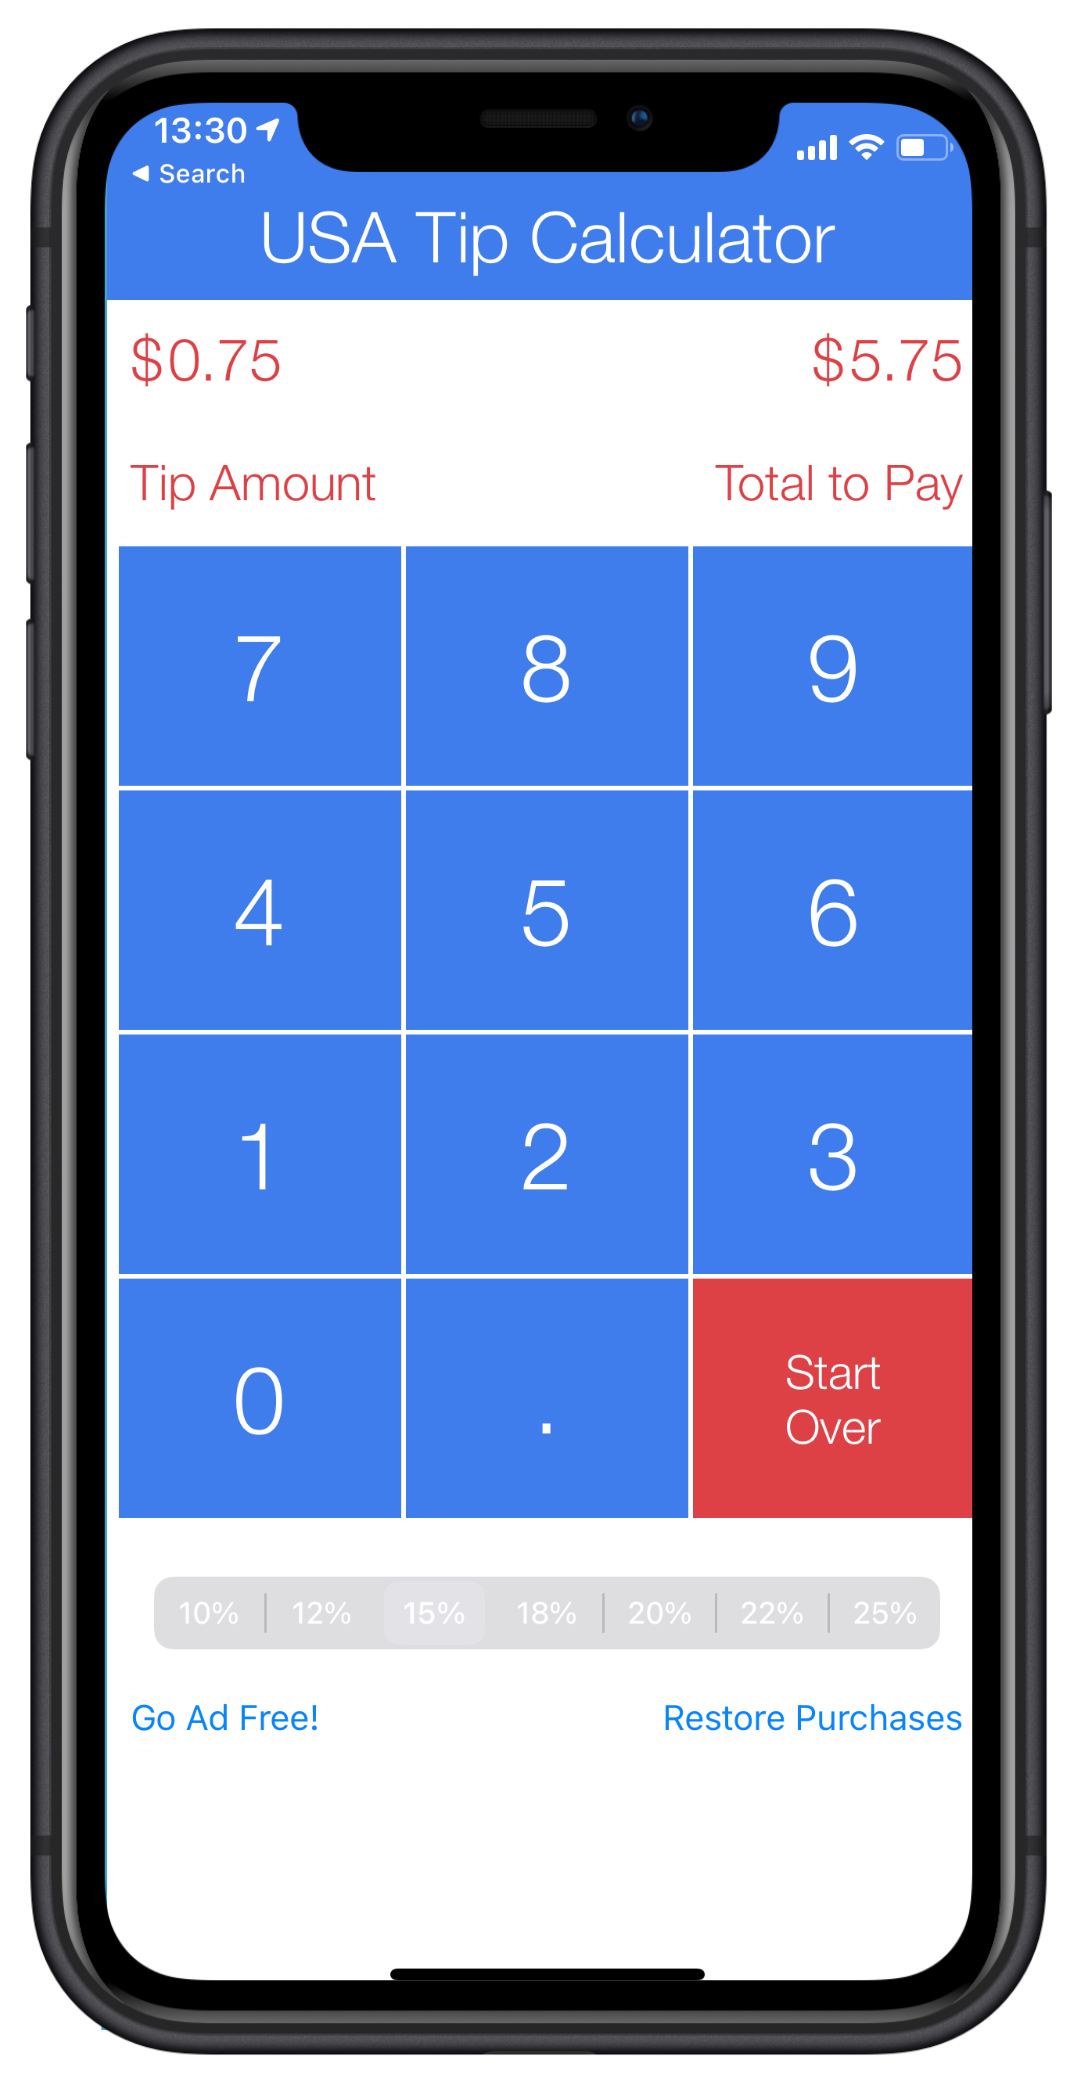 13:30
◀ Search
USA Tip Calculator
$0.75 $5.75
Tip Amount Total to Pay
7 8 9
4 5 6
1 2 3
0 . Start
Over
10% 12% 15% 18% 20% 22% 25%
Go Ad Free! Restore Purchases